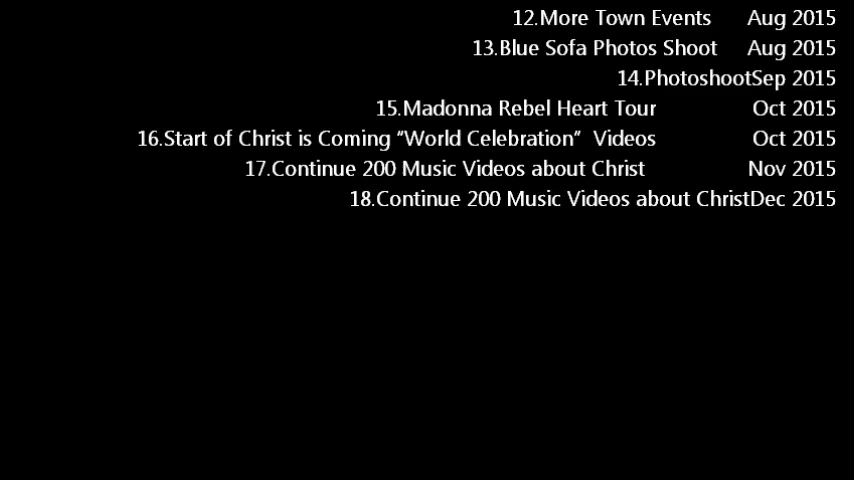 12.More Town Events Aug 2015
13.Blue Sofa Photos Shoot Aug 2015
14.PhotoshootSep 2015
15.Madonna Rebel Heart Tour Oct 2015
16.Start of Christ is Coming “World Celebration” Videos Oct 2015
17.Continue 200 Music Videos about Christ Nov 2015
18.Continue 200 Music Videos about ChristDec 2015